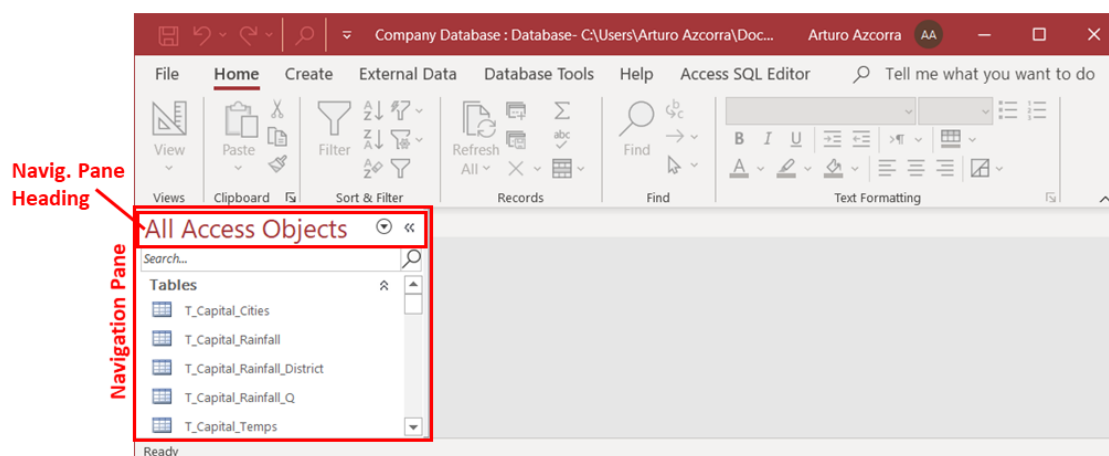 Company Database : Database- C:\Users\Arturo Azcorra\Doc... Arturo Azcorra AA
File Home Create External Data Database Tools Help Access SQL Editor Tell me what you want to do
View
Paste
Filter
Refresh
All
abc
Find
b
c
B I U
A
Views Clipboard Sort & Filter Records Find Text Formatting
Navig. Pane
Heading
Navigation Pane
All Access Objects
Search...
Tables
T_Capital_Cities
T_Capital_Rainfall
T_Capital_Rainfall_District
T_Capital_Rainfall_Q
T_Capital_Temps
Ready